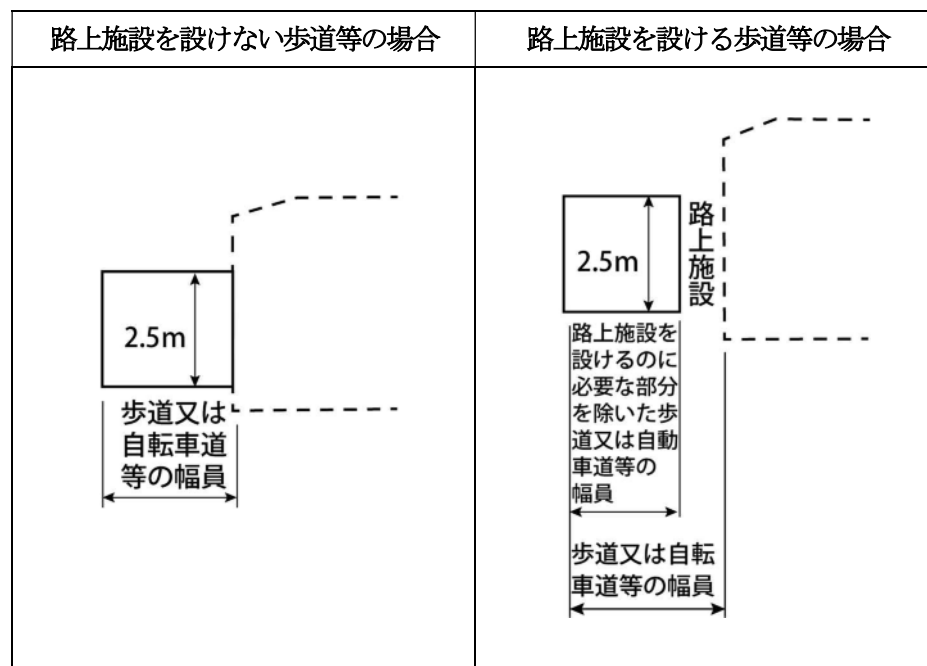 路上施設を設けない歩道等の場合
路上施設を設ける歩道等の場合
2.5m
歩道又は
自転車道
等の幅員
2.5m
路上施設
路上施設を
設けるのに
必要な部分
を除いた歩
道又は自動
車道等の
幅員
歩道又は自転
車道等の幅員